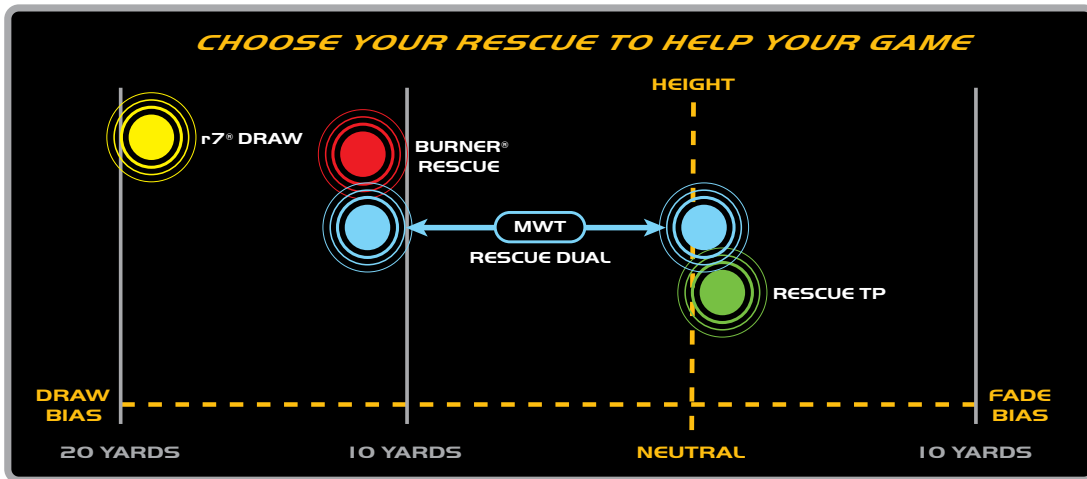 CHOOSE YOUR RESCUE TO HELP YOUR GAME
HEIGHT
r7® DRAW
BURNER®
RESCUE
MWT
RESCUE DUAL
RESCUE TP
DRAW
BIAS
FADE
BIAS
20 YARDS
10 YARDS
NEUTRAL
10 YARDS